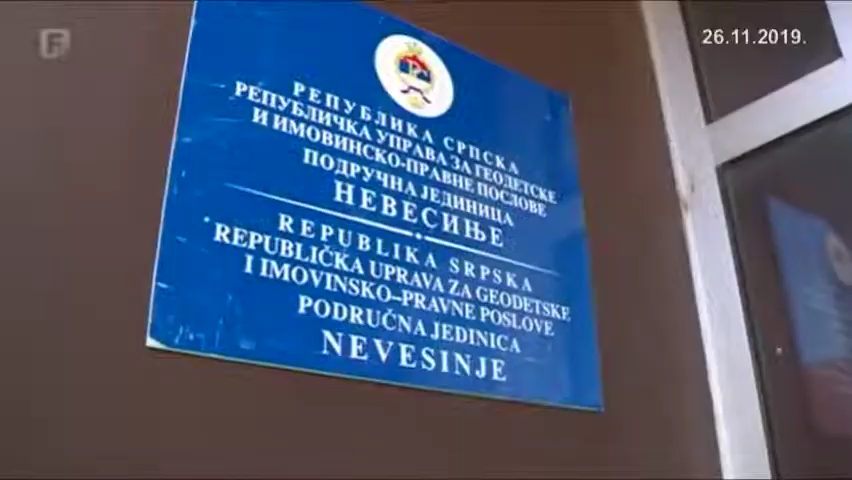 F
26.11.2019.
РЕПУБЛИКА СРПСКА
РЕПУБЛИЧКА УПРАВА ЗА ГЕОДЕТСКЕ
И ИМОВИНСКО-ПРАВНЕ ПОСЛОВЕ
ПОДРУЧНА ЈЕДИНИЦА
НЕВЕСИЊЕ
REPUBLIKA SRPSKA
REPUBLIČKA UPRAVA ZA GEODETSKE
I IMOVINSKO–PRAVNE POSLOVE
PODRUČNA JEDINICA
NEVESINJE